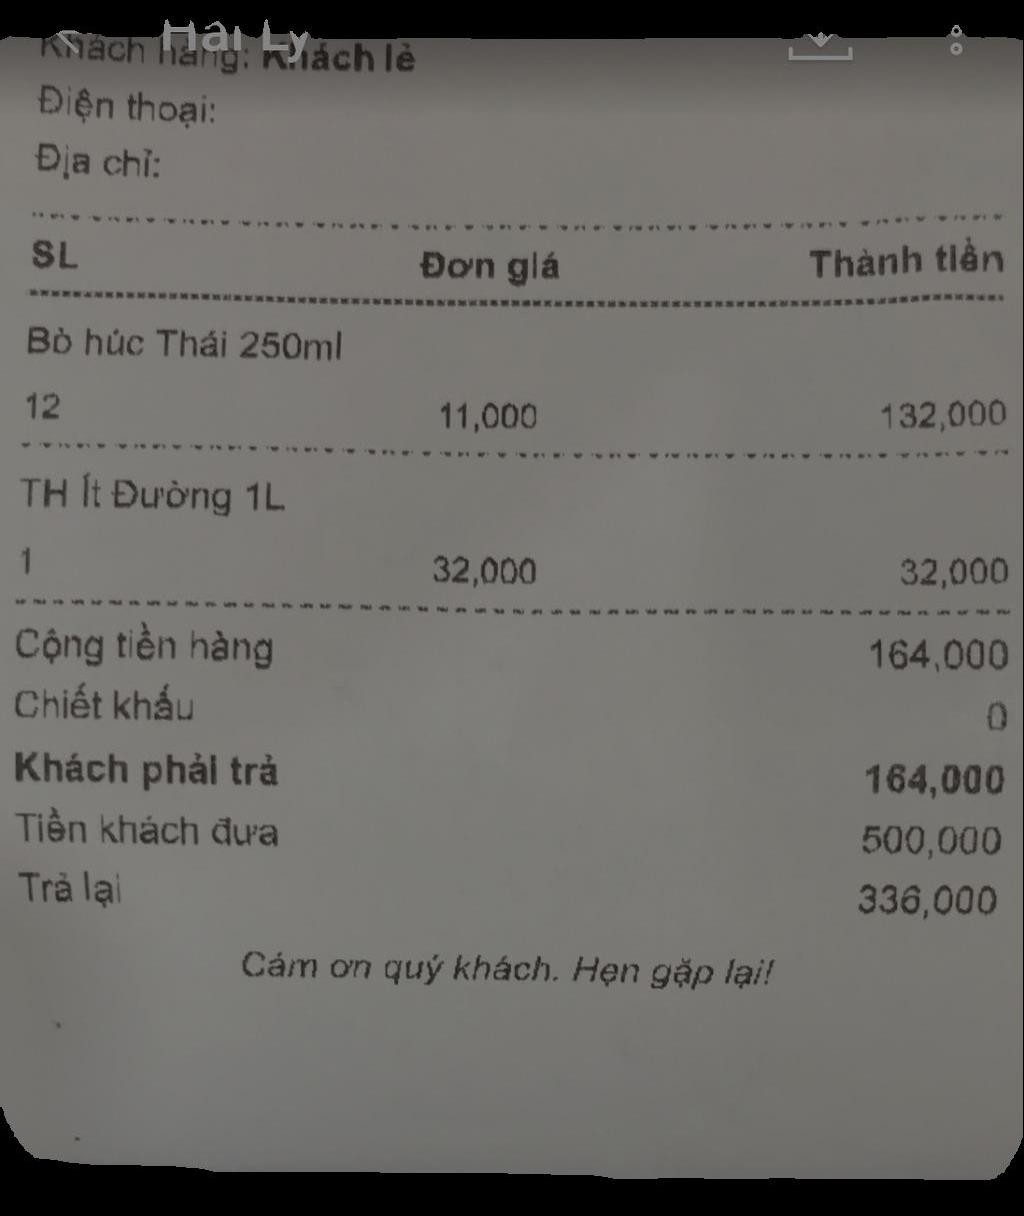 Hải Ly
Khách hàng: Khách lẻ
Điện thoại:
Địa chỉ:
SL Đơn giá Thành tiền
Bò húc Thái 250ml
12 11,000 132,000
TH Ít Đường 1L
1 32,000 32,000
Cộng tiền hàng 164,000
Chiết khấu 0
Khách phải trả 164,000
Tiền khách đưa 500,000
Trả lại 336,000
Cám ơn quý khách. Hẹn gặp lại!